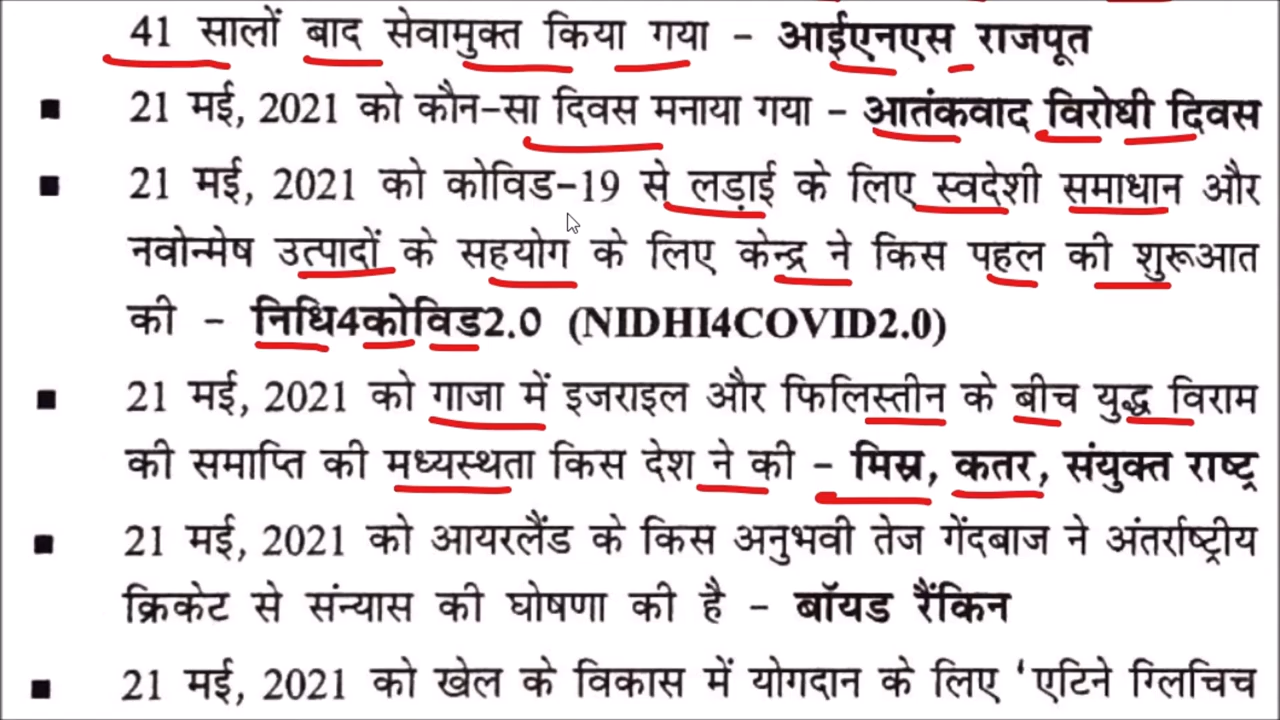 41 सालों बाद सेवामुक्त किया गया – आईएनएस राजपूत
▪ 21 मई, 2021 को कौन-सा दिवस मनाया गया – आतंकवाद विरोधी दिवस
▪ 21 मई, 2021 को कोविड-19 से लड़ाई के लिए स्वदेशी समाधान और
नवोन्मेष उत्पादों के सहयोग के लिए केन्द्र ने किस पहल की शुरूआत
की – निधि4कोविड2.0 (NIDHI4COVID2.0)
▪ 21 मई, 2021 को गाजा में इजराइल और फिलिस्तीन के बीच युद्ध विराम
की समाप्ति की मध्यस्थता किस देश ने की – मिस्र, कतर, संयुक्त राष्ट्र
▪ 21 मई, 2021 को आयरलैंड के किस अनुभवी तेज गेंदबाज ने अंतर्राष्ट्रीय
क्रिकेट से संन्यास की घोषणा की है – बॉयड रैंकिन
▪ 21 मई, 2021 को खेल के विकास में योगदान के लिए ‘एटिने ग्लिचिच